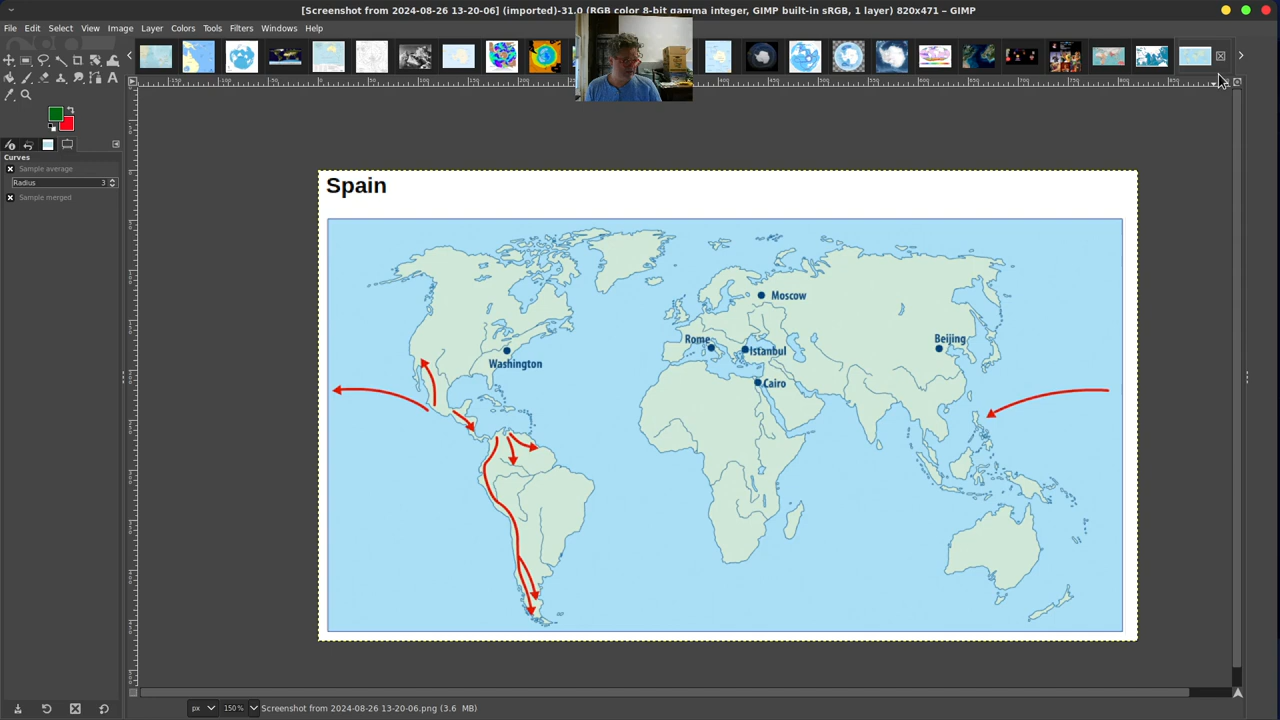 [Screenshot from 2024-08-26 13-20-06] (imported)-31.0 (RGB color 8-bit gamma integer, GIMP built-in sRGB, 1 layer) 820x471 – GIMP
File Edit Select View Image Layer Colors Tools Filters Windows Help
Curves
Sample average
Radius 3
Sample merged
Spain
Moscow
Rome
Istanbul
Beijing
Washington
Cairo
px 150% Screenshot from 2024-08-26 13-20-06.png (3.6 MB)